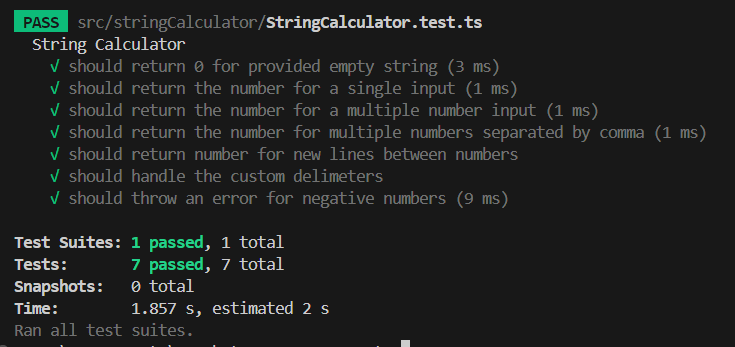 PASS src/stringCalculator/StringCalculator.test.ts
String Calculator
√ should return 0 for provided empty string (3 ms)
√ should return the number for a single input (1 ms)
√ should return the number for a multiple number input (1 ms)
√ should return the number for multiple numbers separated by comma (1 ms)
√ should return number for new lines between numbers
√ should handle the custom delimeters
√ should throw an error for negative numbers (9 ms)
Test Suites: 1 passed, 1 total
Tests: 7 passed, 7 total
Snapshots: 0 total
Time: 1.857 s, estimated 2 s
Ran all test suites.